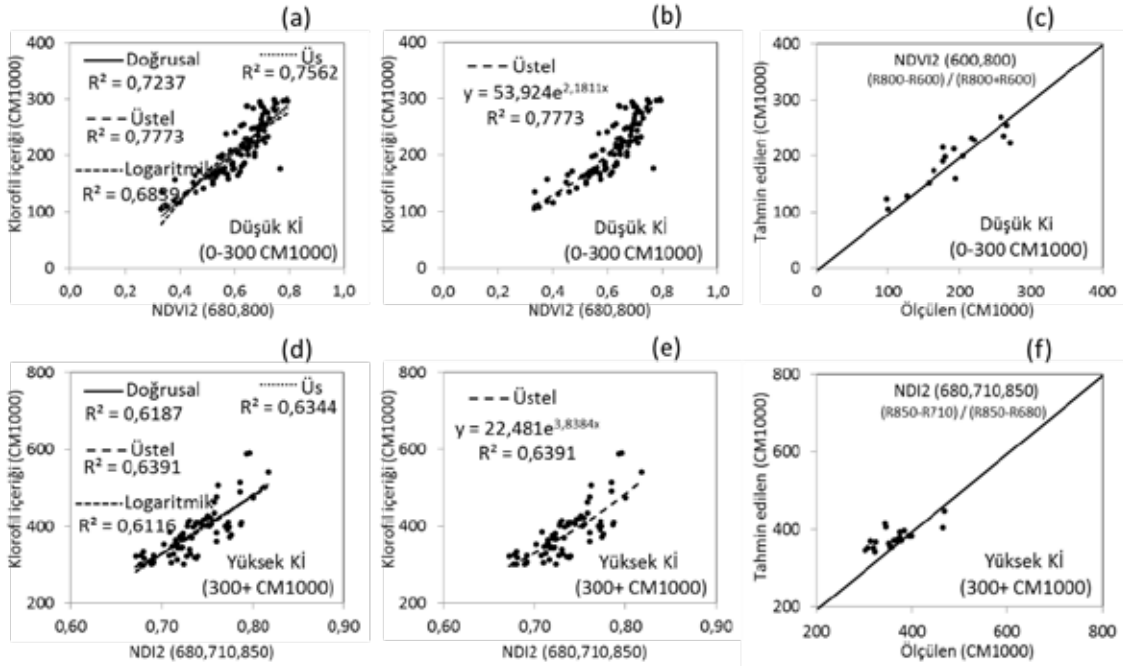 (a)
400
300
200
100
0
0,0 0,2 0,4 0,6 0,8 1,0
Klorofil içeriği (CM1000)
NDVI2 (680,800)
Doğrusal
R² = 0,7237
Üs
R² = 0,7562
Üstel
R² = 0,7773
Logaritmik
R² = 0,6839
Düşük Kİ
(0-300 CM1000)
(b)
400
300
200
100
0
0,0 0,2 0,4 0,6 0,8 1,0
Klorofil içeriği (CM1000)
NDVI2 (680,800)
Üstel
y = 53,924e^2,1811x
R² = 0,7773
Düşük Kİ
(0-300 CM1000)
(c)
400
300
200
100
0
0 100 200 300 400
Tahmin edilen (CM1000)
Ölçülen (CM1000)
NDVI2 (600,800)
(R800-R600) / (R800+R600)
Düşük Kİ
(0-300 CM1000)
(d)
800
600
400
200
0,60 0,70 0,80 0,90
Klorofil içeriği (CM1000)
NDI2 (680,710,850)
Doğrusal
R² = 0,6187
Üs
R² = 0,6344
Üstel
R² = 0,6391
Logaritmik
R² = 0,6116
Yüksek Kİ
(300+ CM1000)
(e)
800
600
400
200
0,60 0,70 0,80 0,90
Klorofil içeriği (CM1000)
NDI2 (680,710,850)
Üstel
y = 22,481e^3,8384x
R² = 0,6391
Yüksek Kİ
(300+ CM1000)
(f)
800
600
400
200
200 400 600 800
Tahmin edilen (CM1000)
Ölçülen (CM1000)
NDI2 (680,710,850)
(R850-R710) / (R850-R680)
Yüksek Kİ
(300+ CM1000)